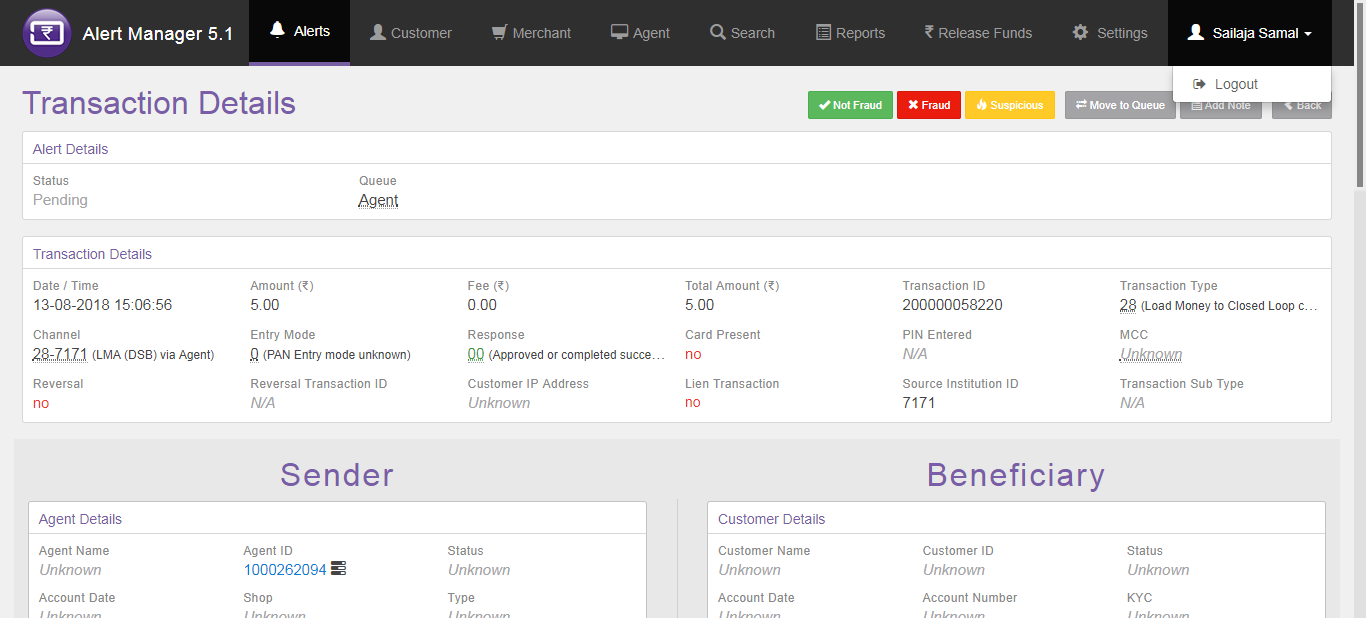 Alert Manager 5.1 Alerts Customer Merchant Agent Search Reports ₹ Release Funds Settings Sailaja Samal
Logout
Transaction Details Not Fraud Fraud Suspicious Move to Queue Add Note Back
Alert Details
Status Queue
Pending Agent
Transaction Details
Date / Time Amount (₹) Fee (₹) Total Amount (₹) Transaction ID Transaction Type
13-08-2018 15:06:56 5.00 0.00 5.00 200000058220 28 (Load Money to Closed Loop c…
Channel Entry Mode Response Card Present PIN Entered MCC
28-7171 (LMA (DSB) via Agent) 0 (PAN Entry mode unknown) 00 (Approved or completed succe… no N/A Unknown
Reversal Reversal Transaction ID Customer IP Address Lien Transaction Source Institution ID Transaction Sub Type
no N/A Unknown no 7171 N/A
Sender Beneficiary
Agent Details Customer Details
Agent Name Agent ID Status Customer Name Customer ID Status
Unknown 1000262094 Unknown Unknown Unknown Unknown
Account Date Shop Type Account Date Account Number KYC
Unknown Unknown Unknown Unknown Unknown Unknown